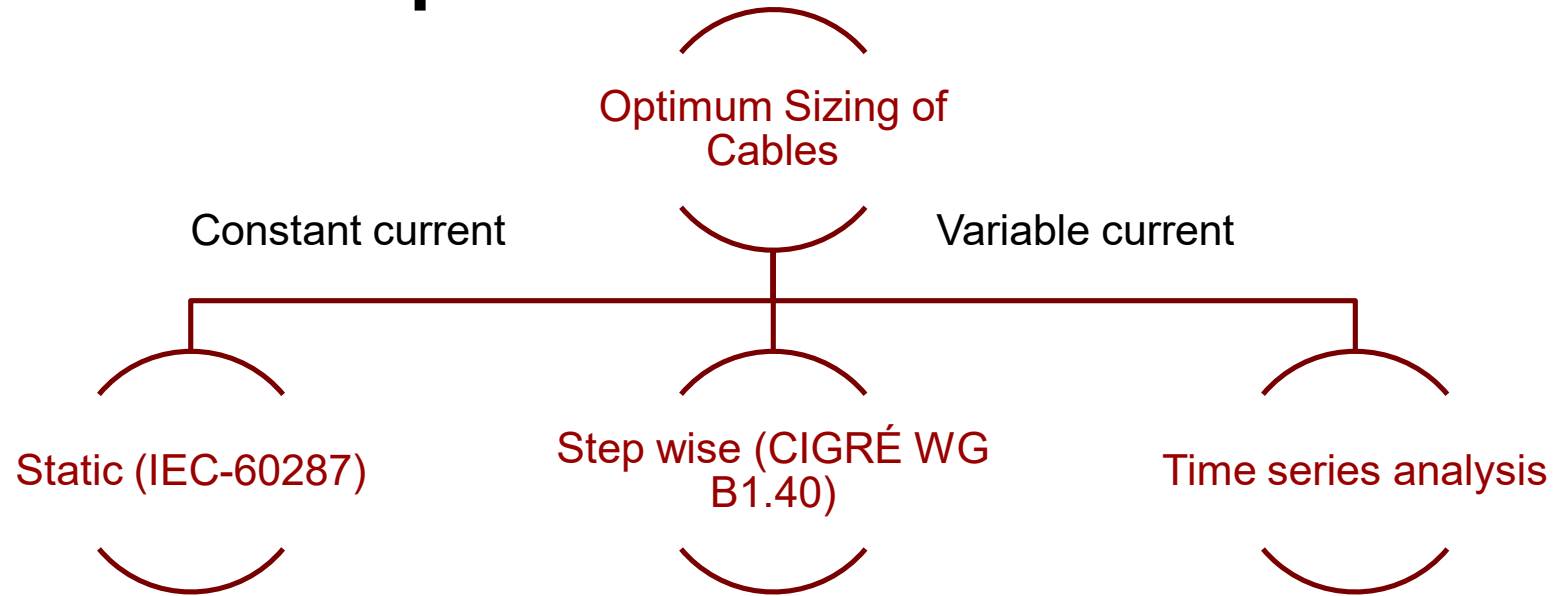 Optimum Sizing of
Cables
Constant current
Variable current
Static (IEC-60287)
Step wise (CIGRÉ WG
B1.40)
Time series analysis